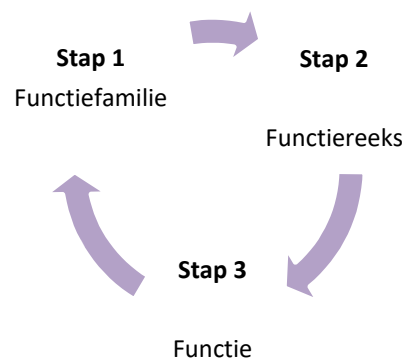 Stap 1
Functiefamilie
Stap 2
Functiereeks
Stap 3
Functie